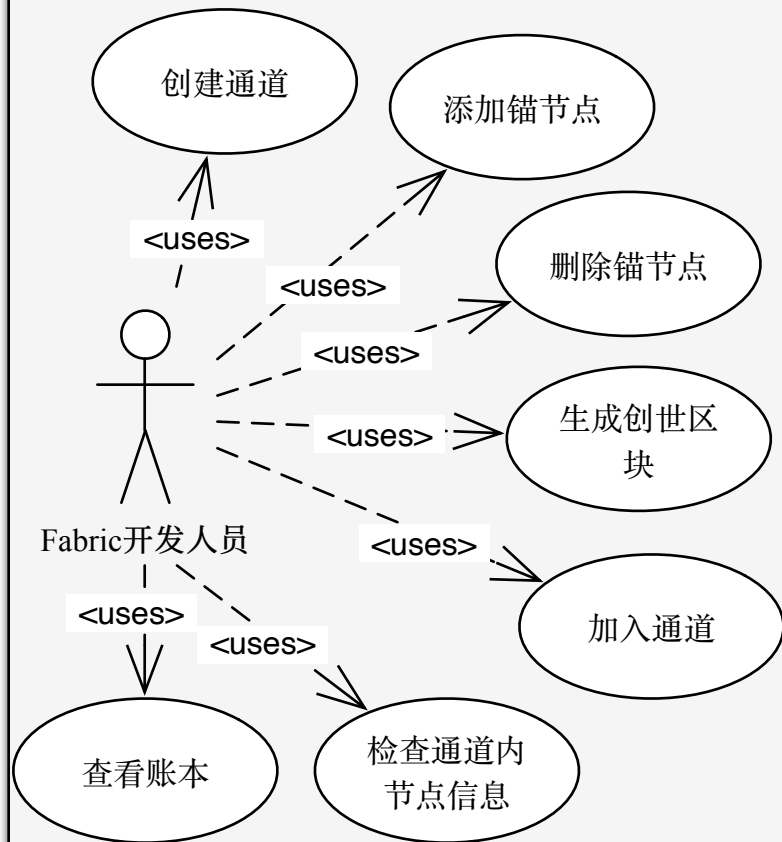 创建通道
添加锚节点
<uses>
删除锚节点
<uses>
<uses>
生成创世区
块
<uses>
Fabric开发人员
<uses>
加入通道
<uses>
<uses>
查看账本
检查通道内
节点信息